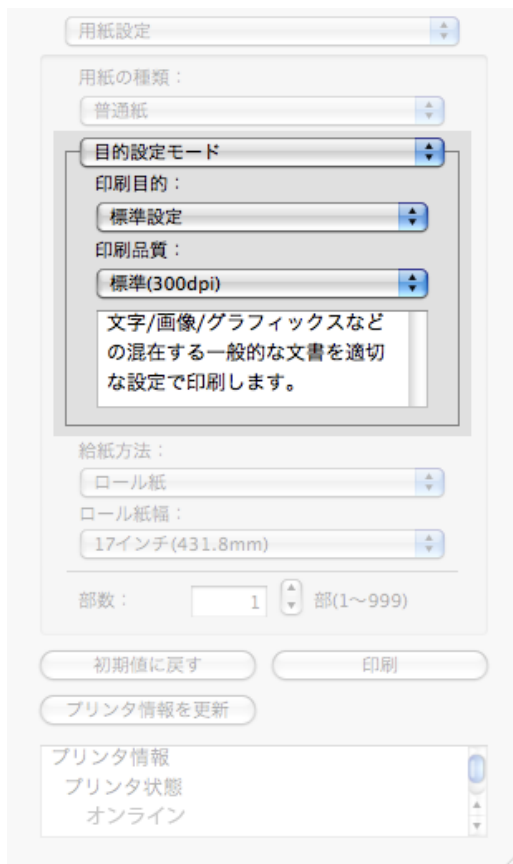 用紙設定
用紙の種類：
普通紙
目的設定モード
印刷目的：
標準設定
印刷品質：
標準(300dpi)
文字/画像/グラフィックスなど
の混在する一般的な文書を適切
な設定で印刷します。
給紙方法：
ロール紙
ロール紙幅：
17インチ(431.8mm)
部数： 1 部(1〜999)
初期値に戻す 印刷
プリンタ情報を更新
プリンタ情報
プリンタ状態
オンライン